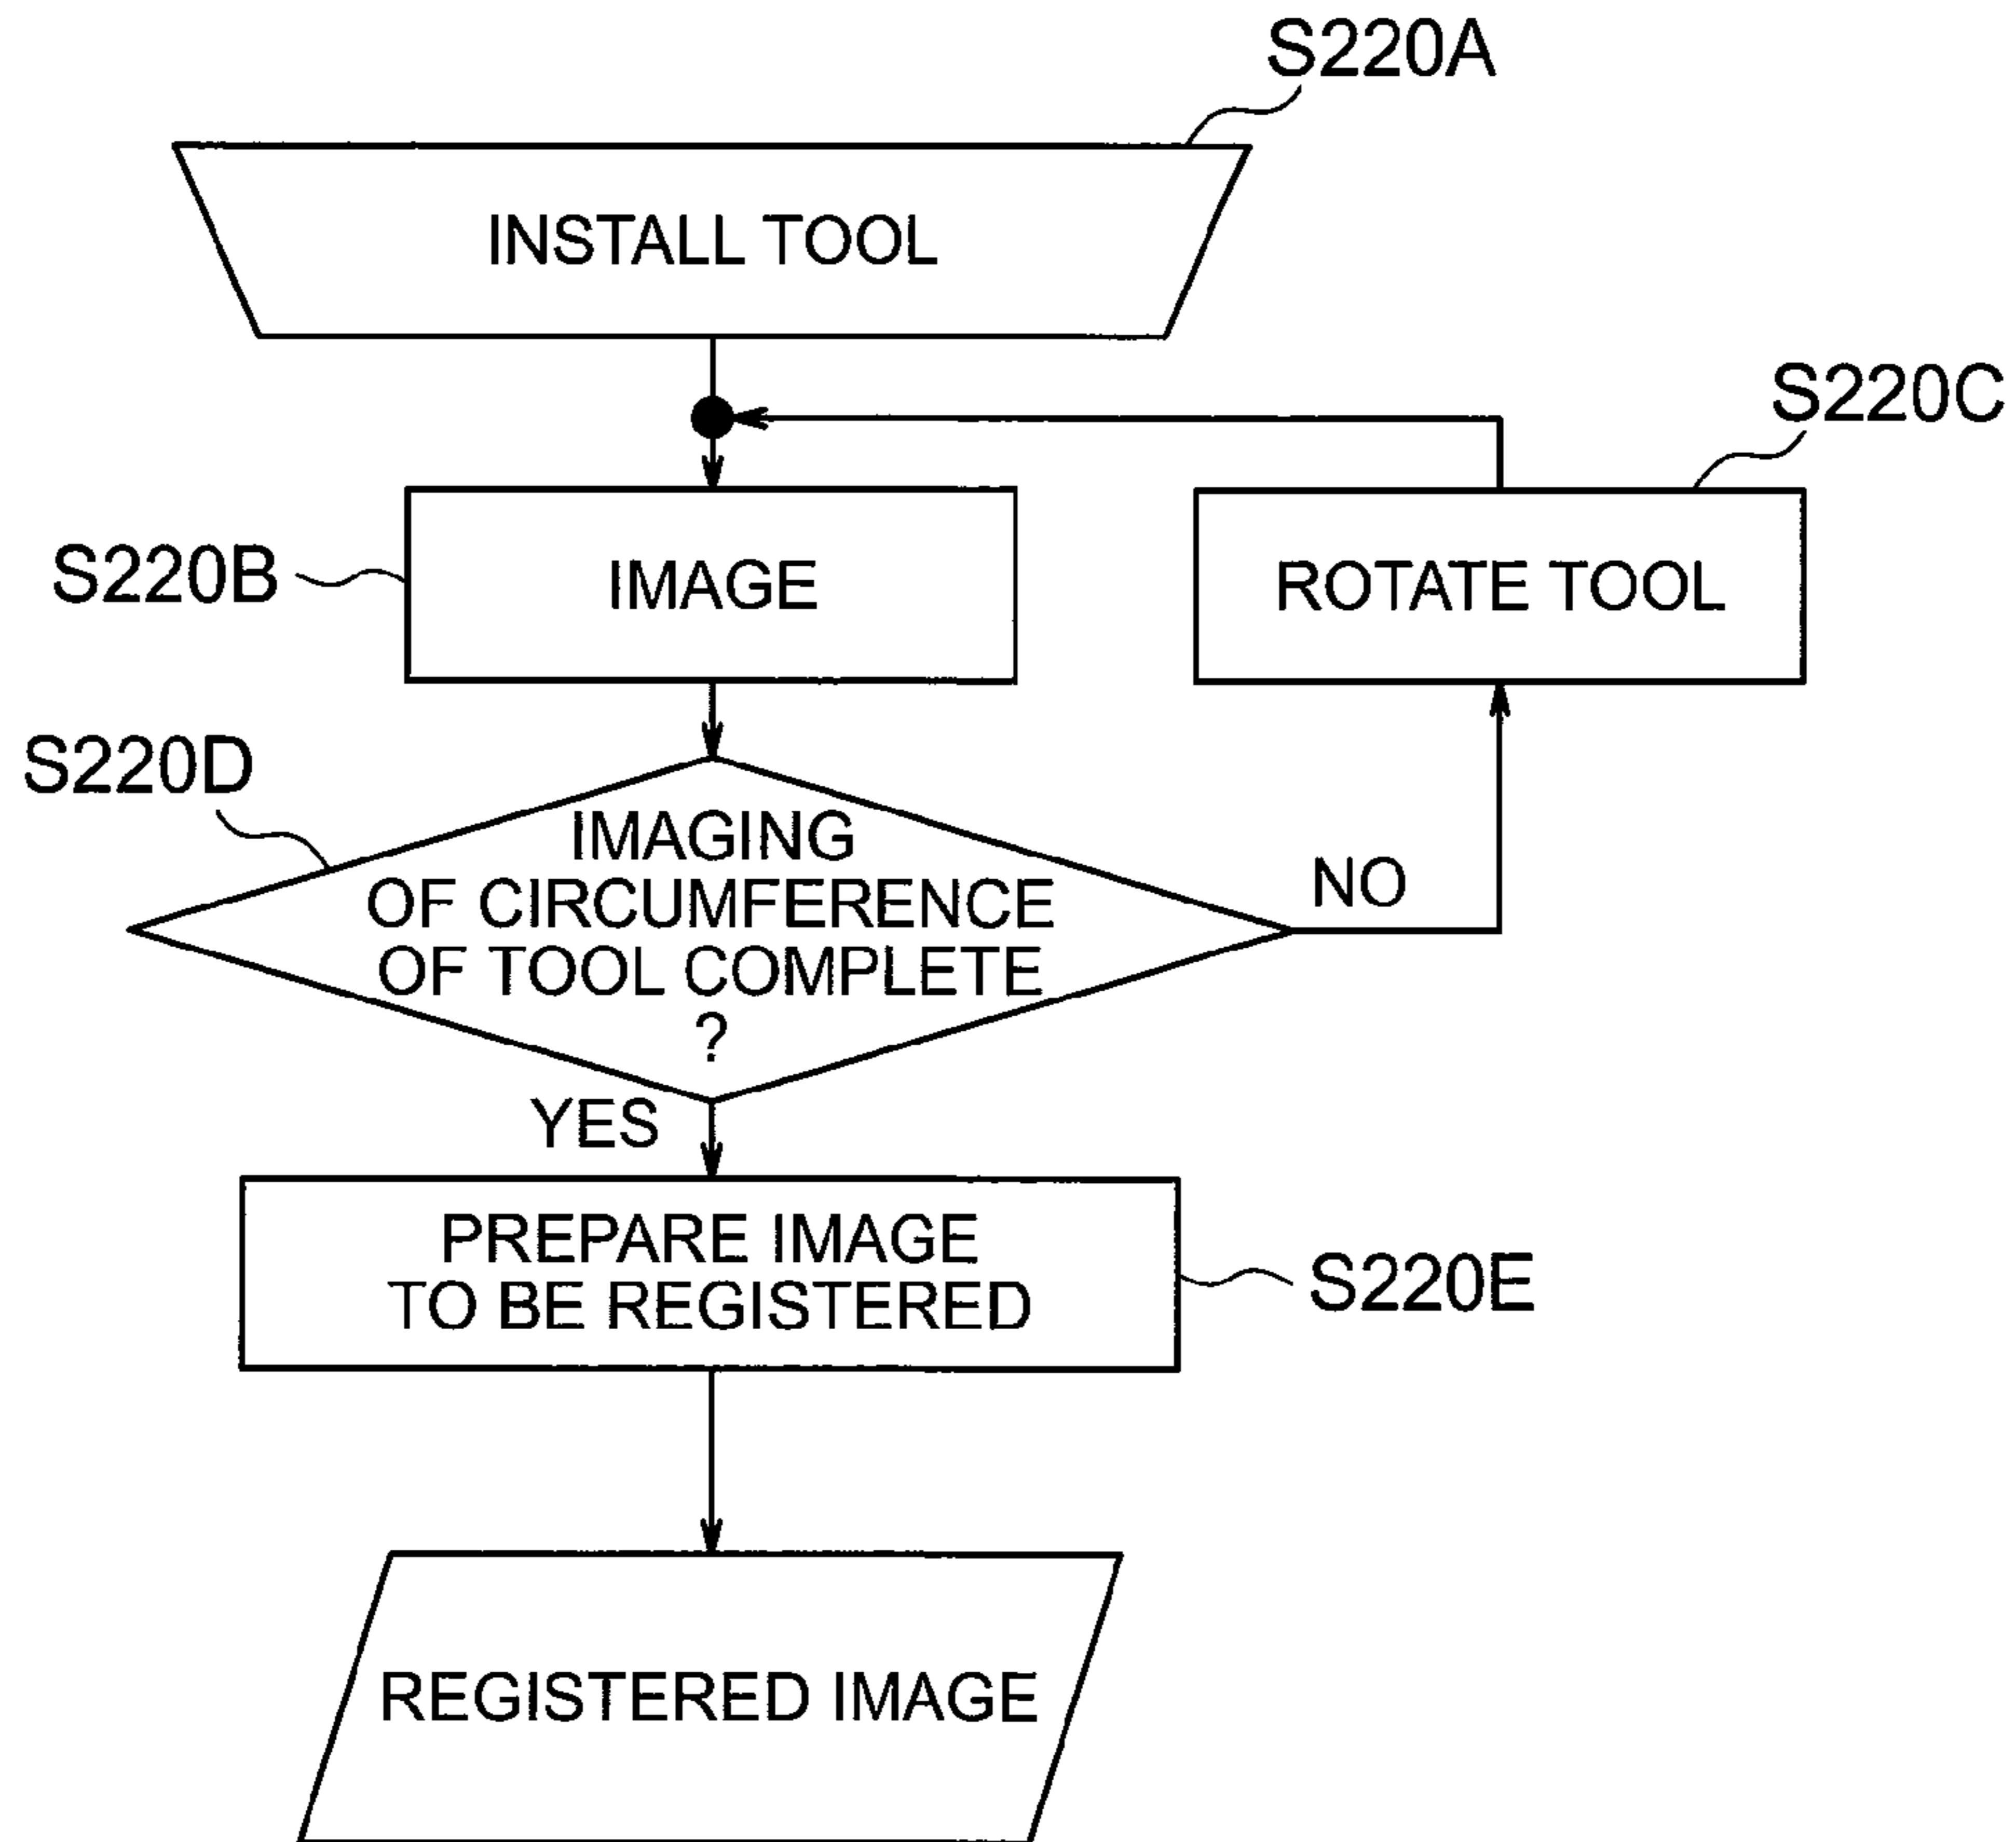 S220A
INSTALL TOOL
S220C
S220B
IMAGE
ROTATE TOOL
S220D
IMAGING
OF CIRCUMFERENCE
OF TOOL COMPLETE
?
NO
YES
PREPARE IMAGE
TO BE REGISTERED
S220E
REGISTERED IMAGE